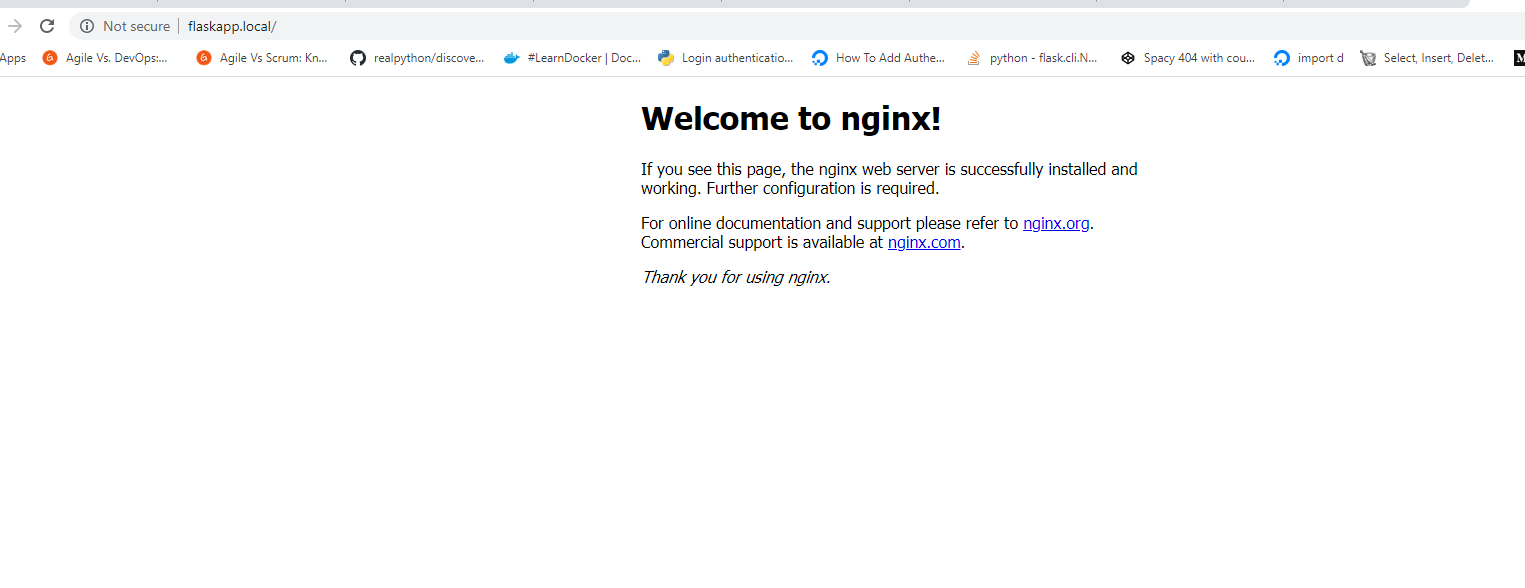 Not secure flaskapp.local/
Apps Agile Vs. DevOps:... Agile Vs Scrum: Kn... realpython/discove... #LearnDocker | Doc... Login authenticatio... How To Add Authe... python - flask.cli.N... Spacy 404 with cou... import d Select, Insert, Delet... M
Welcome to nginx!
If you see this page, the nginx web server is successfully installed and
working. Further configuration is required.
For online documentation and support please refer to nginx.org.
Commercial support is available at nginx.com.
Thank you for using nginx.